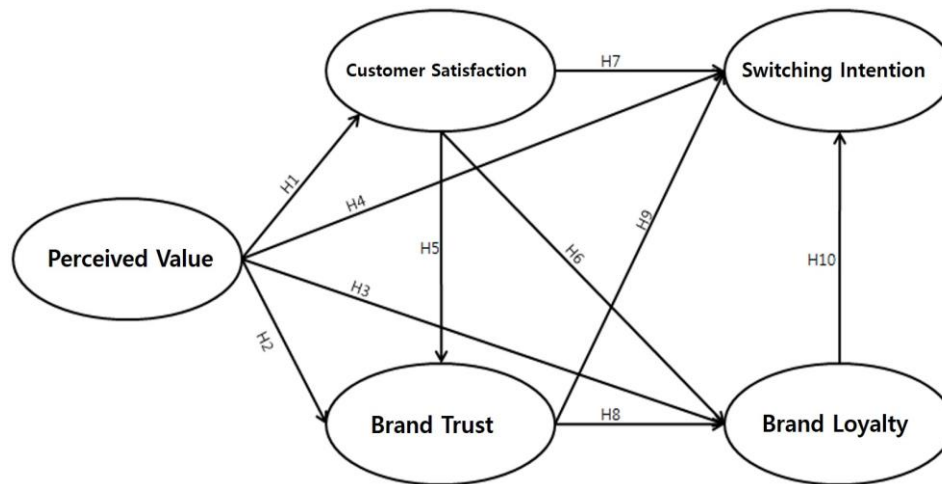 Customer Satisfaction
H7
Switching Intention
H1
H4
H9
Perceived Value
H5
H6
H10
H3
H2
Brand Trust
H8
Brand Loyalty